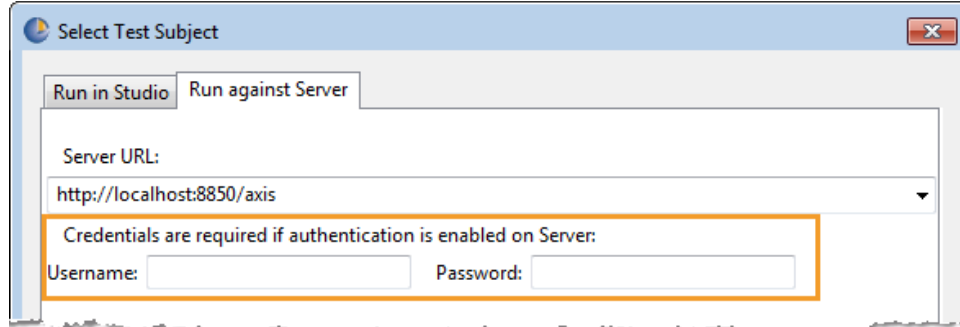 Select Test Subject
Run in Studio Run against Server
Server URL:
http://localhost:8850/axis
Credentials are required if authentication is enabled on Server:
Username: Password: